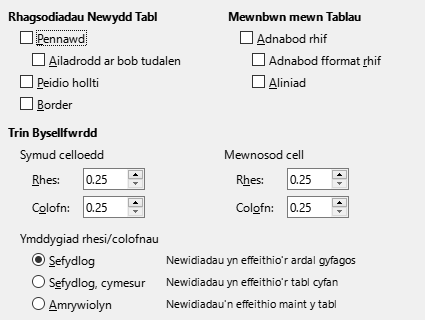 Rhagsodiadau Newydd Tabl
Mewnbwn mewn Tablau
Pennawd
Adnabod rhif
Ailadrodd ar bob tudalen
Adnabod fformat rhif
Peidio hollti
Aliniad
Border
Trin Bysellfwrdd
Symud celloedd
Mewnosod cell
Rhes: 0.25
Rhes: 0.25
Colofn: 0.25
Colofn: 0.25
Ymddygiad rhesi/colofnau
Sefydlog Newidiadau yn effeithio'r ardal gyfagos
Sefydlog, cymesur Newidiadau yn effeithio'r tabl cyfan
Amrywiolyn Newidiadau'n effeithio maint y tabl